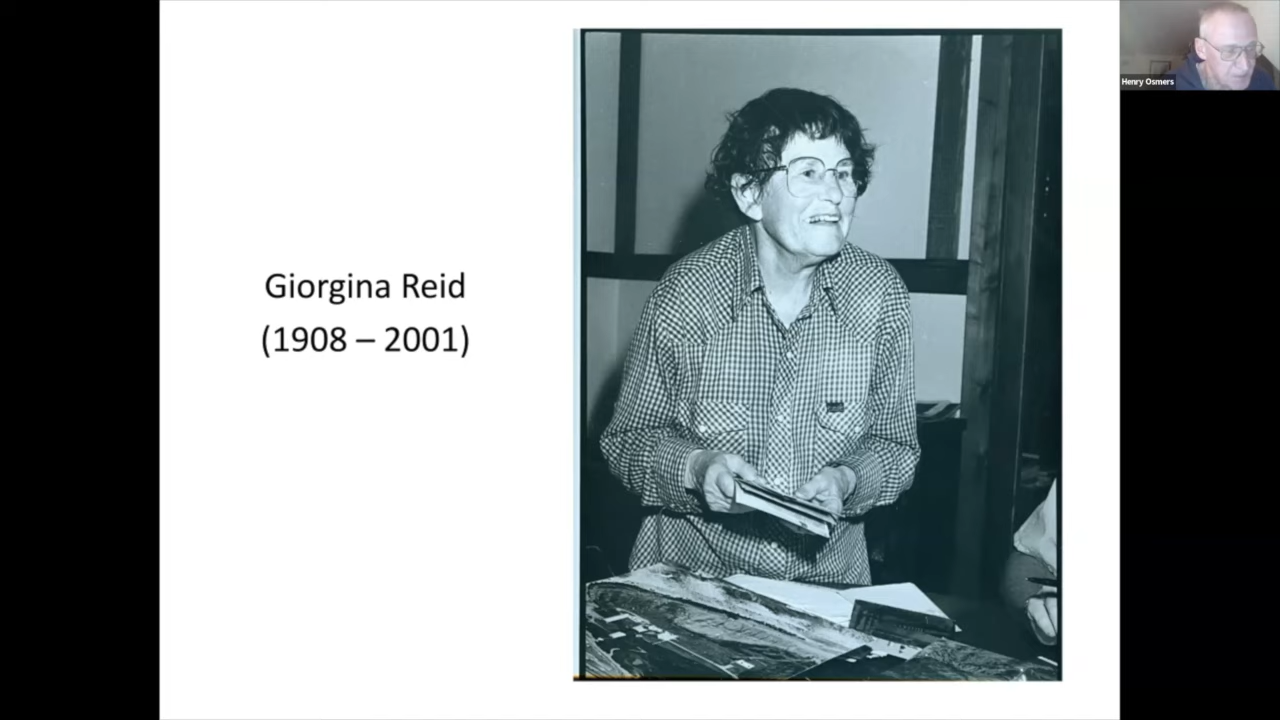 Giorgina Reid
(1908 – 2001)
Henry Osmers